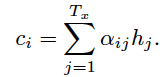 $$c_i = \sum_{j=1}^{T_x} \alpha_{ij} h_j.$$